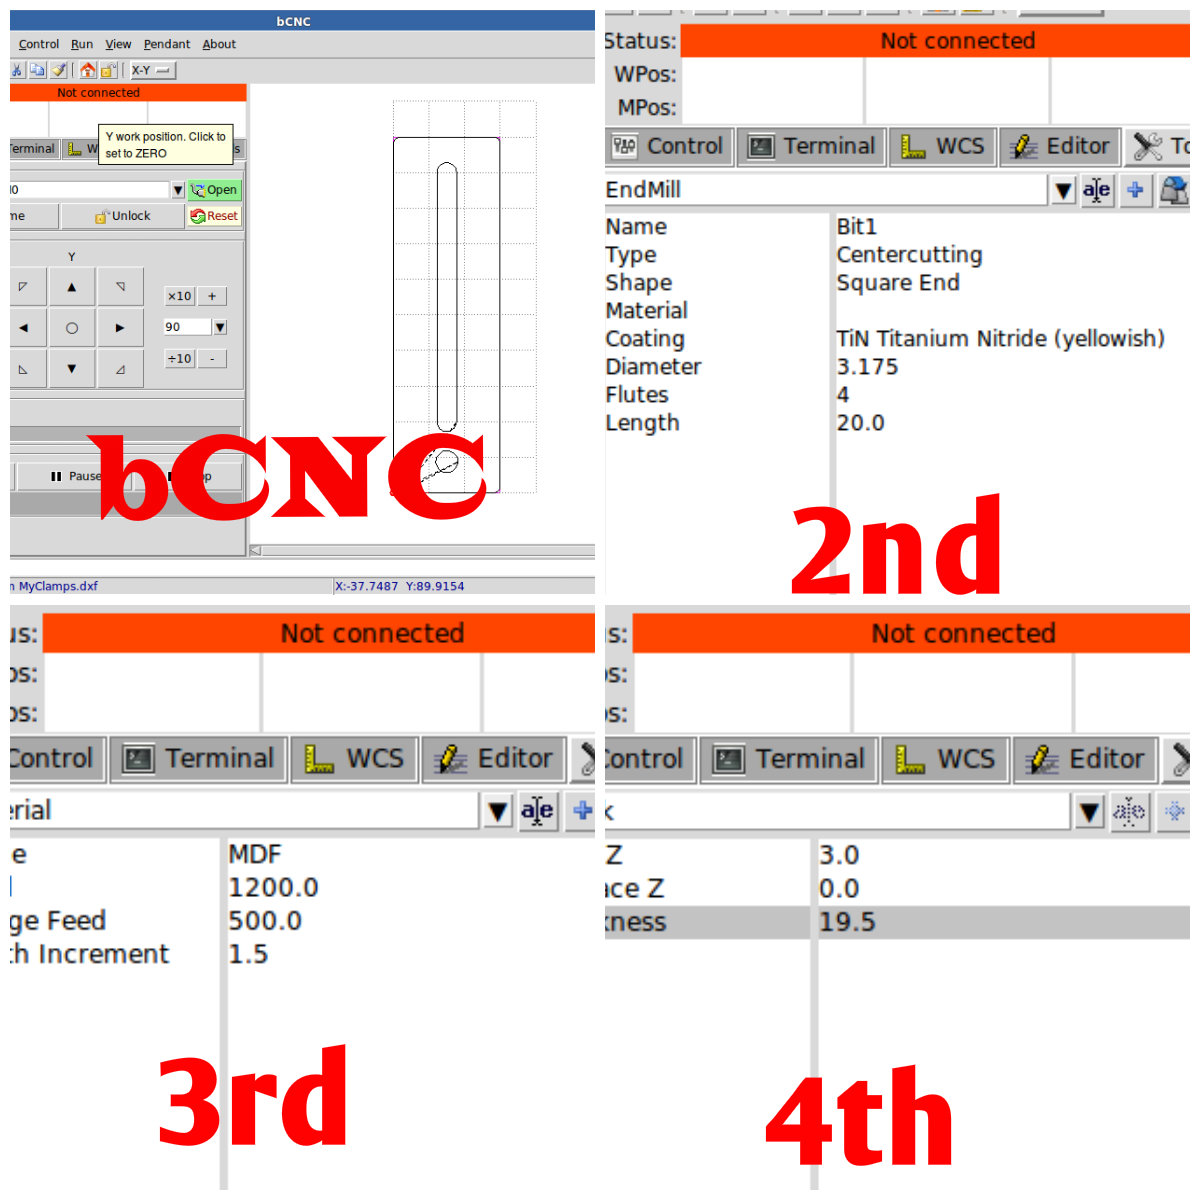 bCNC
Control Run View Pendant About
X-Y
Not connected
Y work position. Click to
set to ZERO
Terminal
Open
Unlock
Reset
Y
×10 +
90
÷10 -
Pause
bCNC
MyClamps.dxf
X:-37.7487 Y:89.9154
Status: Not connected
WPos:
MPos:
Control Terminal WCS Editor
EndMill
Name Bit1
Type Centercutting
Shape Square End
Material
Coating TiN Titanium Nitride (yellowish)
Diameter 3.175
Flutes 4
Length 20.0
2nd
us: Not connected
os:
os:
Control Terminal WCS Editor
erial
e MDF
1200.0
ge Feed 500.0
th Increment 1.5
3rd
s: Not connected
os:
os:
Control Terminal WCS Editor
k
Z 3.0
ace Z 0.0
kness 19.5
4th